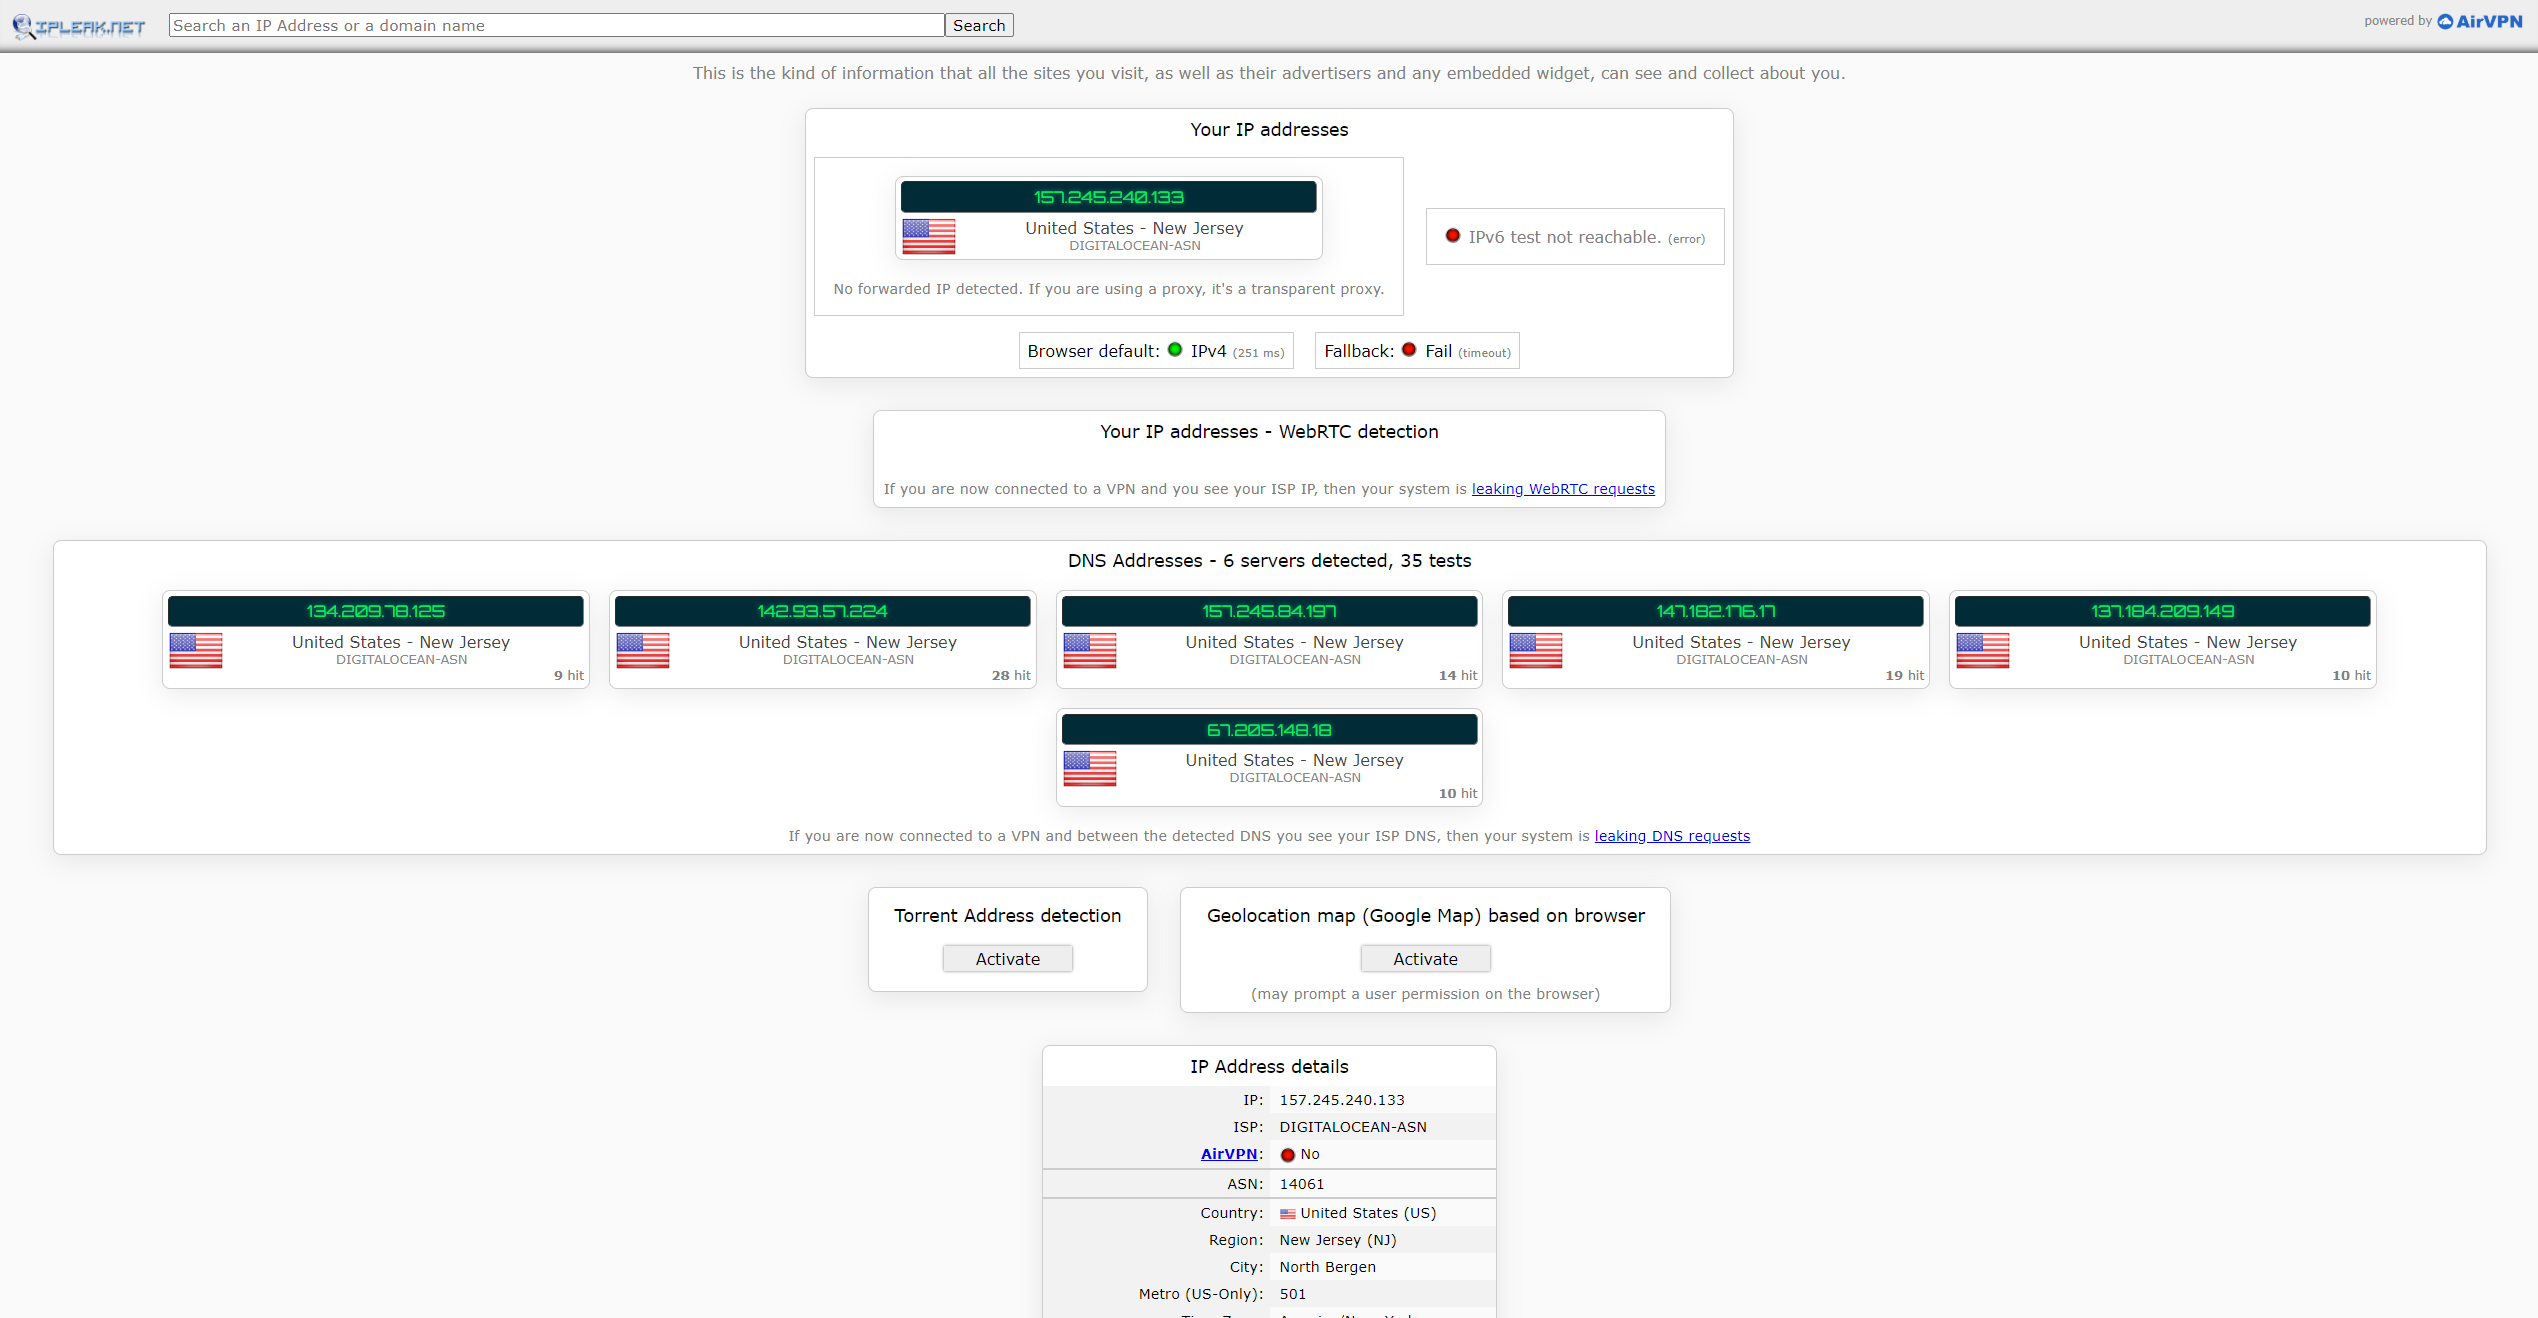 IPLEAK.NET
Search an IP Address or a domain name
Search
powered by AirVPN
This is the kind of information that all the sites you visit, as well as their advertisers and any embedded widget, can see and collect about you.
Your IP addresses
157.245.240.133
United States - New Jersey
DIGITALOCEAN-ASN
No forwarded IP detected. If you are using a proxy, it's a transparent proxy.
IPv6 test not reachable. (error)
Browser default: IPv4 (251 ms)
Fallback: Fail (timeout)
Your IP addresses - WebRTC detection
If you are now connected to a VPN and you see your ISP IP, then your system is leaking WebRTC requests
DNS Addresses - 6 servers detected, 35 tests
134.209.78.125
United States - New Jersey
DIGITALOCEAN-ASN
9 hit
142.93.57.224
United States - New Jersey
DIGITALOCEAN-ASN
28 hit
157.245.84.197
United States - New Jersey
DIGITALOCEAN-ASN
14 hit
147.182.176.17
United States - New Jersey
DIGITALOCEAN-ASN
19 hit
137.184.209.149
United States - New Jersey
DIGITALOCEAN-ASN
10 hit
67.205.148.18
United States - New Jersey
DIGITALOCEAN-ASN
10 hit
If you are now connected to a VPN and between the detected DNS you see your ISP DNS, then your system is leaking DNS requests
Torrent Address detection
Activate
Geolocation map (Google Map) based on browser
Activate
(may prompt a user permission on the browser)
IP Address details
IP: 157.245.240.133
ISP: DIGITALOCEAN-ASN
AirVPN: No
ASN: 14061
Country: United States (US)
Region: New Jersey (NJ)
City: North Bergen
Metro (US-Only): 501